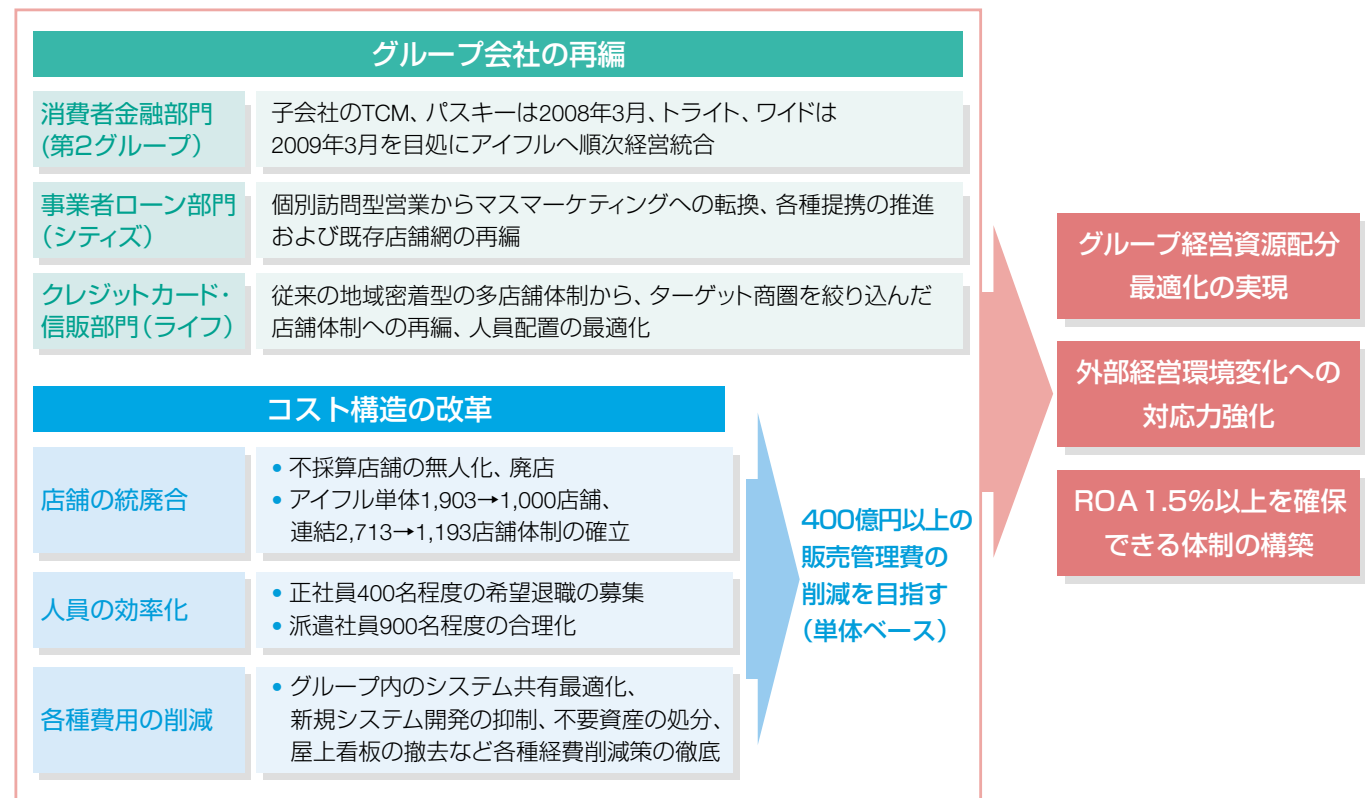 グループ会社の再編
消費者金融部門
(第2グループ)
子会社のTCM、パスキーは2008年3月、トライト、ワイドは
2009年3月を目処にアイフルへ順次経営統合
事業者ローン部門
(シティズ)
個別訪問型営業からマスマーケティングへの転換、各種提携の推進
および既存店舗網の再編
クレジットカード・
信販部門(ライフ)
従来の地域密着型の多店舗体制から、ターゲット商圏を絞り込んだ
店舗体制への再編、人員配置の最適化
コスト構造の改革
店舗の統廃合
• 不採算店舗の無人化、廃店
• アイフル単体1,903→1,000店舗、
連結2,713→1,193店舗体制の確立
人員の効率化
• 正社員400名程度の希望退職の募集
• 派遣社員900名程度の合理化
各種費用の削減
• グループ内のシステム共有最適化、
新規システム開発の抑制、不要資産の処分、
屋上看板の撤去など各種経費削減策の徹底
400億円以上の
販売管理費の
削減を目指す
(単体ベース)
グループ経営資源配分
最適化の実現
外部経営環境変化への
対応力強化
ROA1.5%以上を確保
できる体制の構築